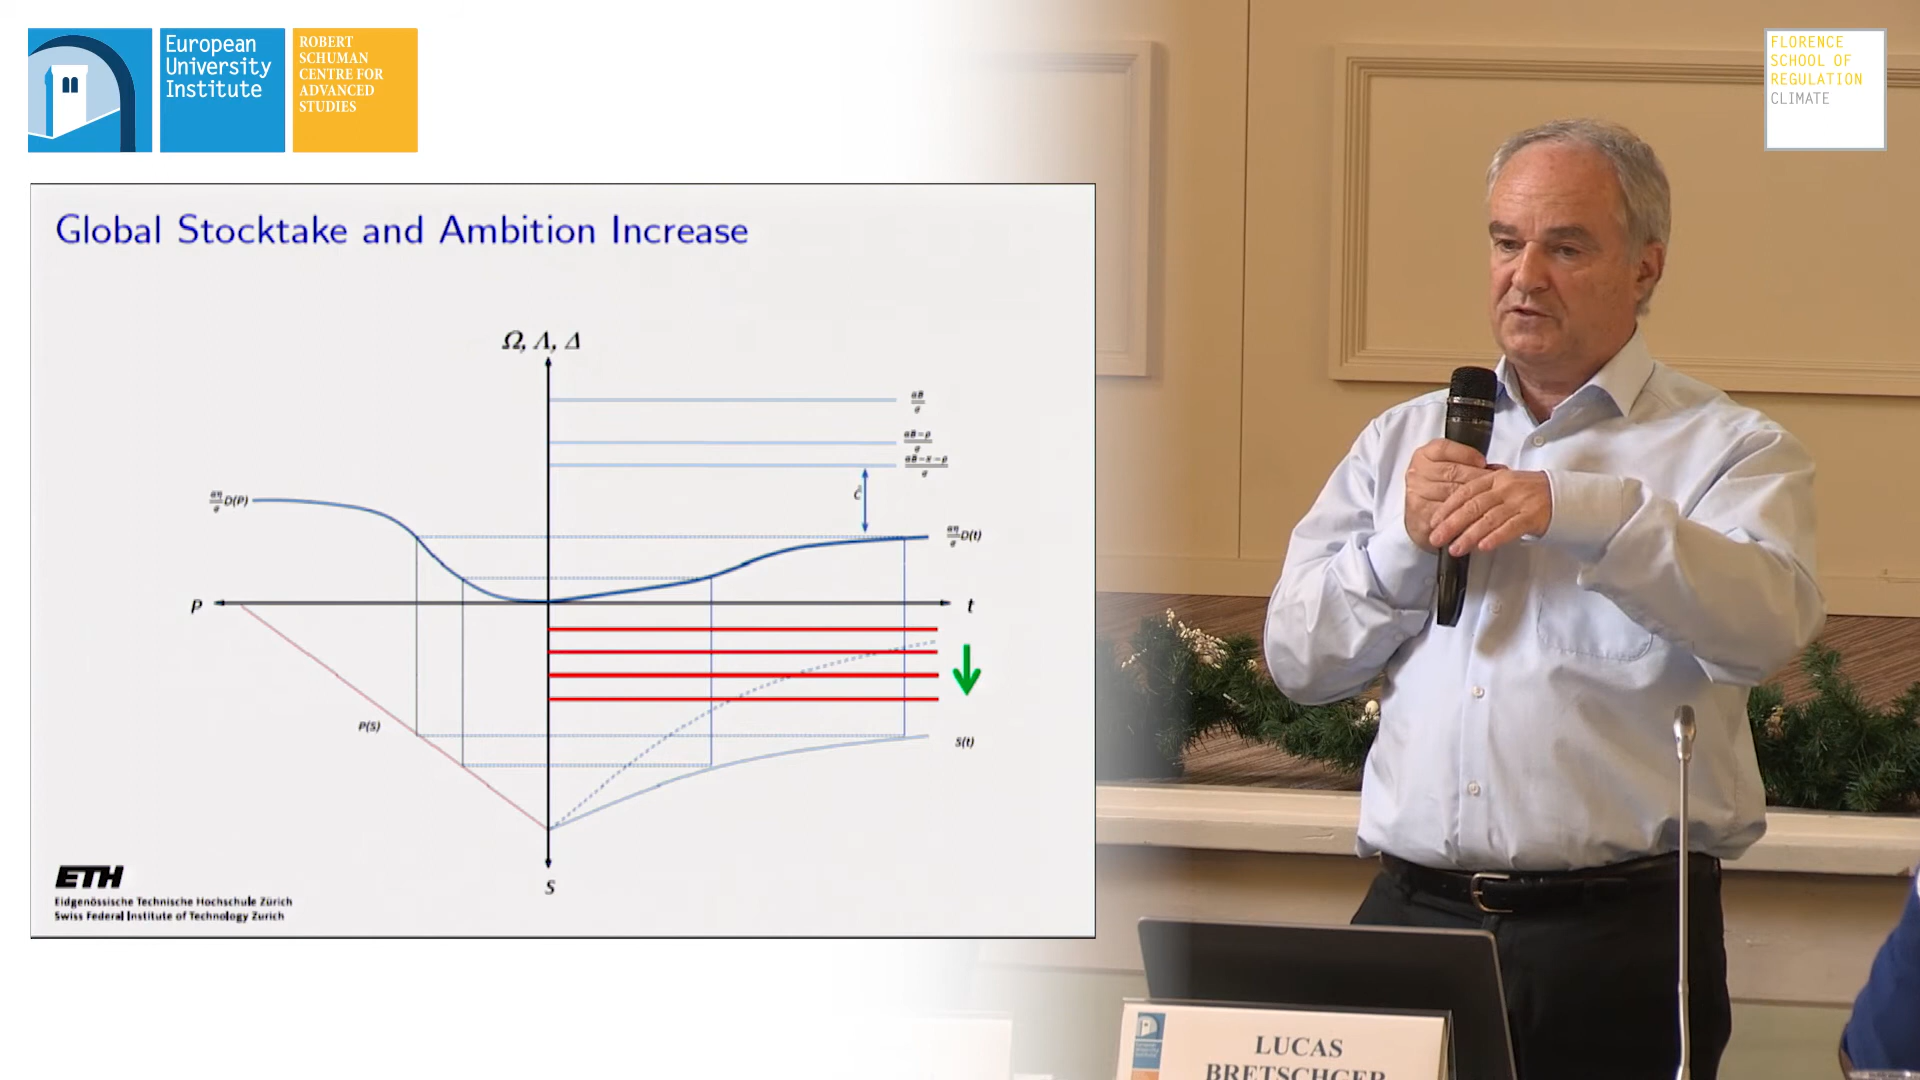 European
University
Institute
ROBERT
SCHUMAN
CENTRE FOR
ADVANCED
STUDIES
FLORENCE
SCHOOL OF
REGULATION
CLIMATE
Global Stocktake and Ambition Increase
Ω, Λ, Δ
D(P)
Ĉ
D(t)
P
t
P(S)
S(t)
S
ETH
Eidgenössische Technische Hochschule Zürich
Swiss Federal Institute of Technology Zurich
LUCAS
BRETSCHGER